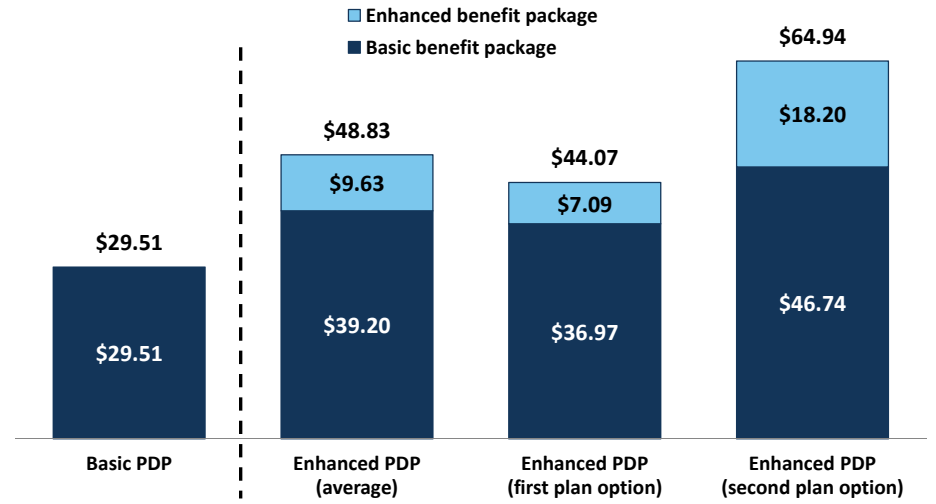 Enhanced benefit package
Basic benefit package
$29.51
$29.51
$48.83
$9.63
$39.20
$44.07
$7.09
$36.97
$64.94
$18.20
$46.74
Basic PDP
Enhanced PDP
(average)
Enhanced PDP
(first plan option)
Enhanced PDP
(second plan option)